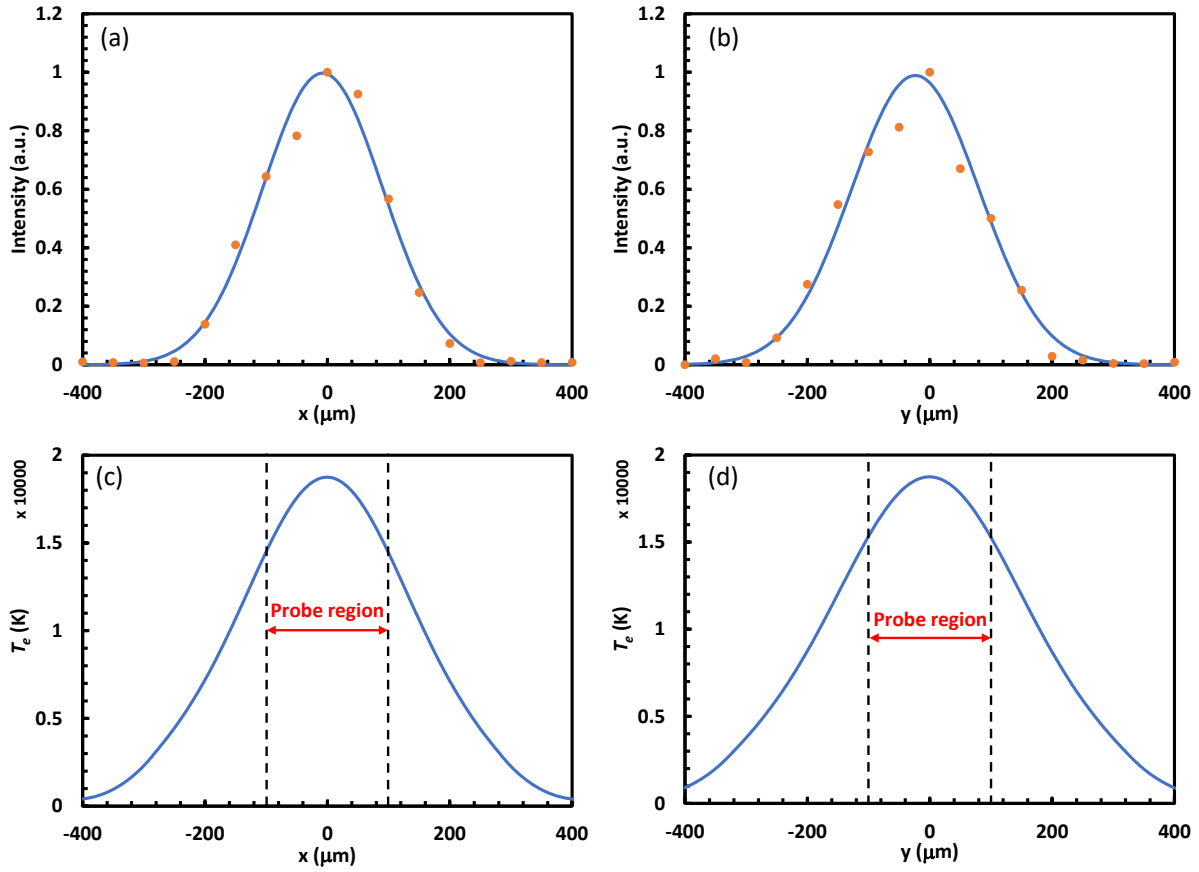 (a)
1.2
1
0.8
0.6
0.4
0.2
0
Intensity (a.u.)
-400 -200 0 200 400
x (μm)
(b)
1.2
1
0.8
0.6
0.4
0.2
0
Intensity (a.u.)
-400 -200 0 200 400
y (μm)
(c)
x 10000
2
1.5
1
0.5
0
Te (K)
Probe region
-400 -200 0 200 400
x (μm)
(d)
x 10000
2
1.5
1
0.5
0
Te (K)
Probe region
-400 -200 0 200 400
y (μm)